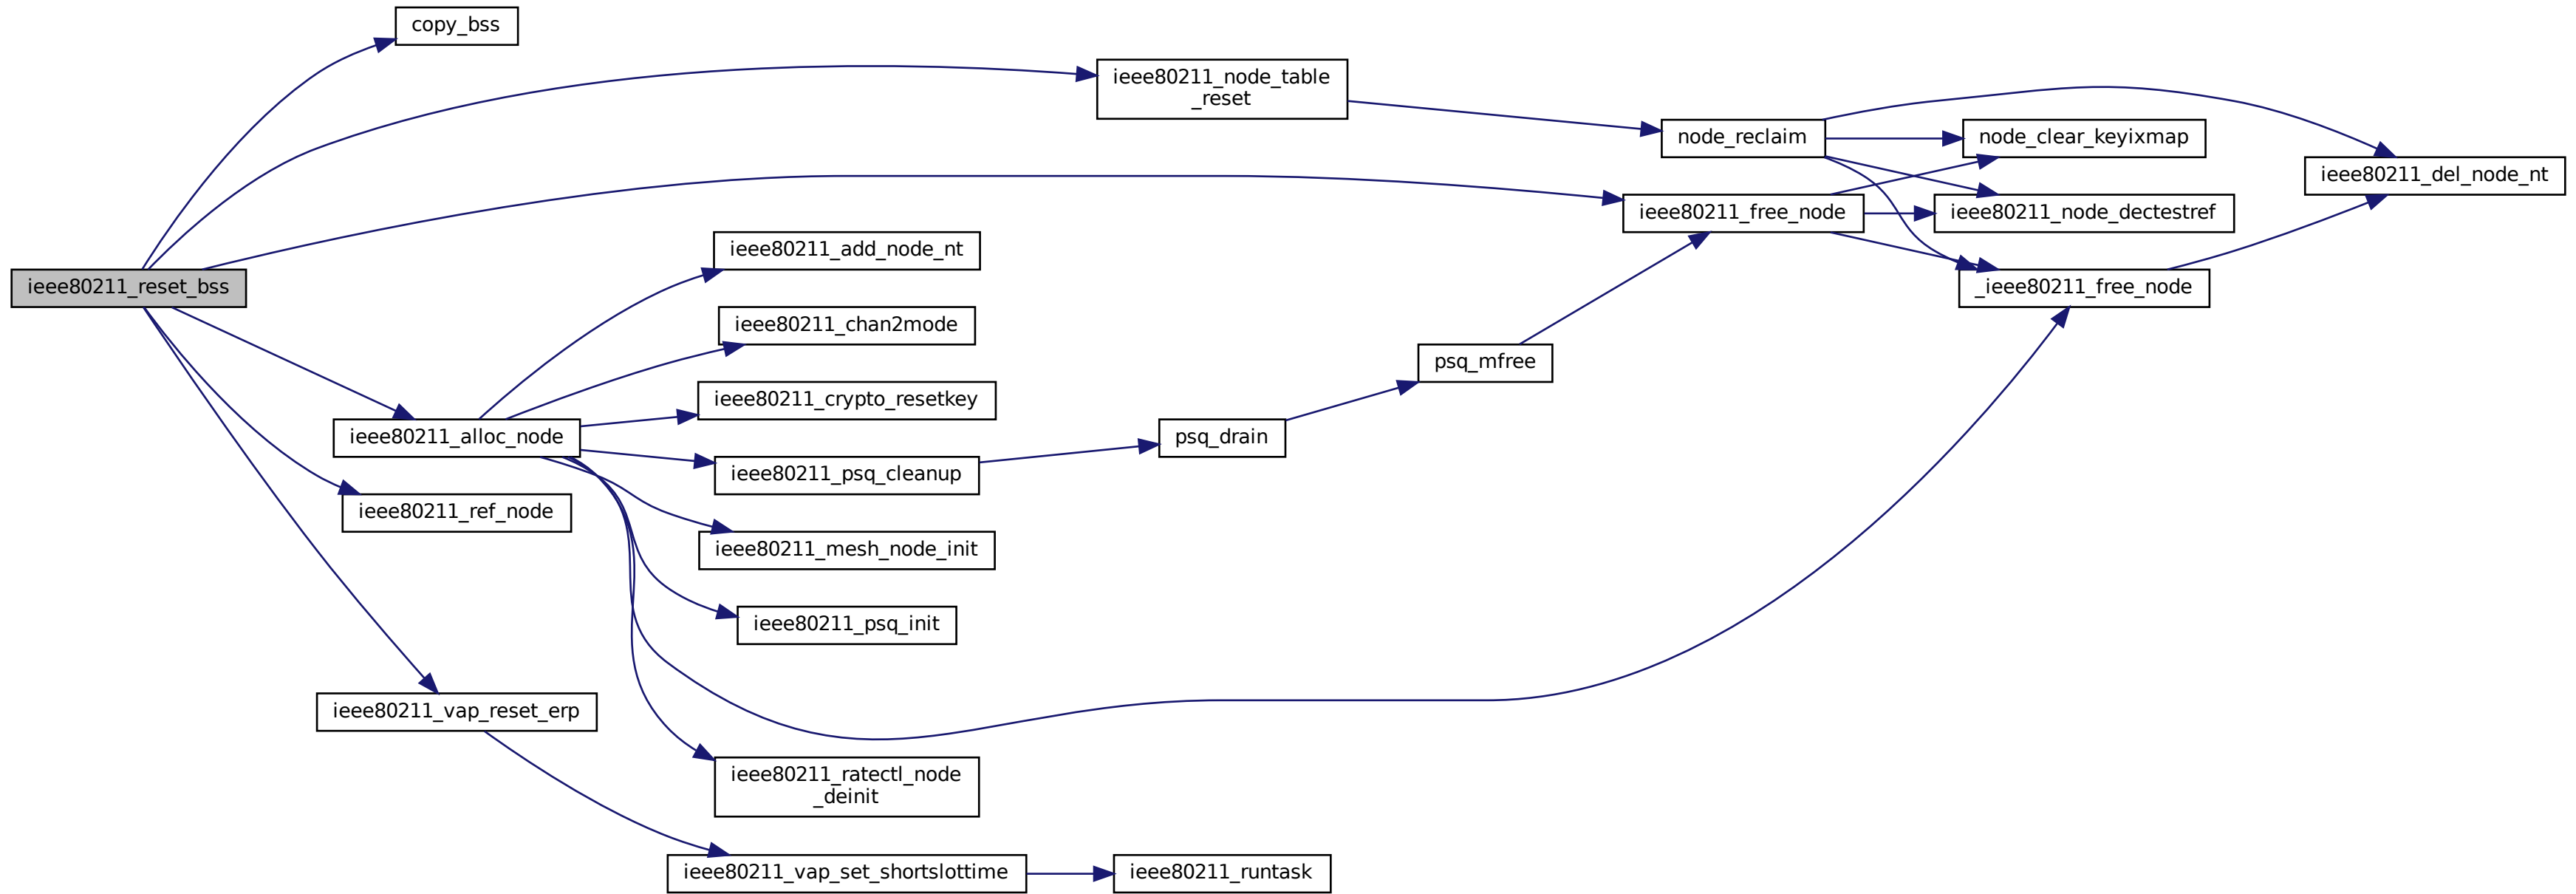 copy_bss
ieee80211_node_table
_reset
node_reclaim
node_clear_keyixmap
ieee80211_del_node_nt
ieee80211_free_node
ieee80211_node_dectestref
ieee80211_add_node_nt
ieee80211_reset_bss
_ieee80211_free_node
ieee80211_chan2mode
psq_mfree
ieee80211_crypto_resetkey
ieee80211_alloc_node
psq_drain
ieee80211_psq_cleanup
ieee80211_ref_node
ieee80211_mesh_node_init
ieee80211_psq_init
ieee80211_vap_reset_erp
ieee80211_ratectl_node
_deinit
ieee80211_vap_set_shortslottime
ieee80211_runtask